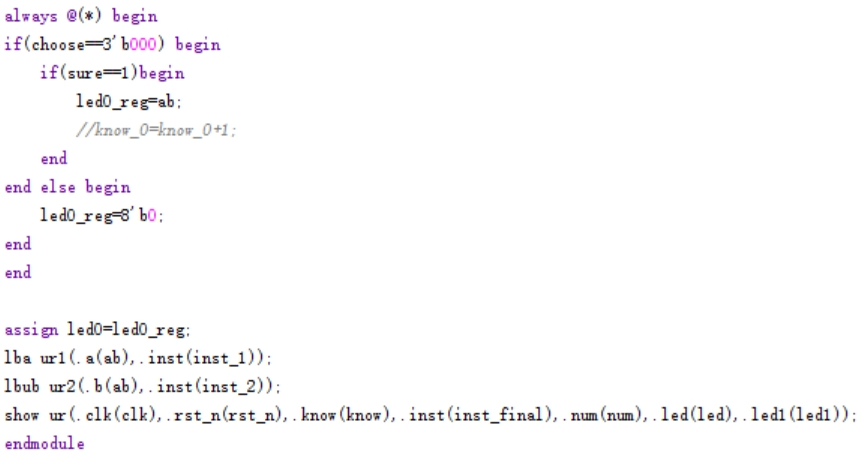 always @(*) begin
if(choose==3'b000) begin
    if(sure==1)begin
        led0_reg=ab;
        //know_0=know_0+1;
    end
end else begin
    led0_reg=8'b0;
end
end

assign led0=led0_reg;
lba ur1(.a(ab),.inst(inst_1));
lbub ur2(.b(ab),.inst(inst_2));
show ur(.clk(clk),.rst_n(rst_n),.know(know),.inst(inst_final),.num(num),.led(led),.led1(led1));
endmodule